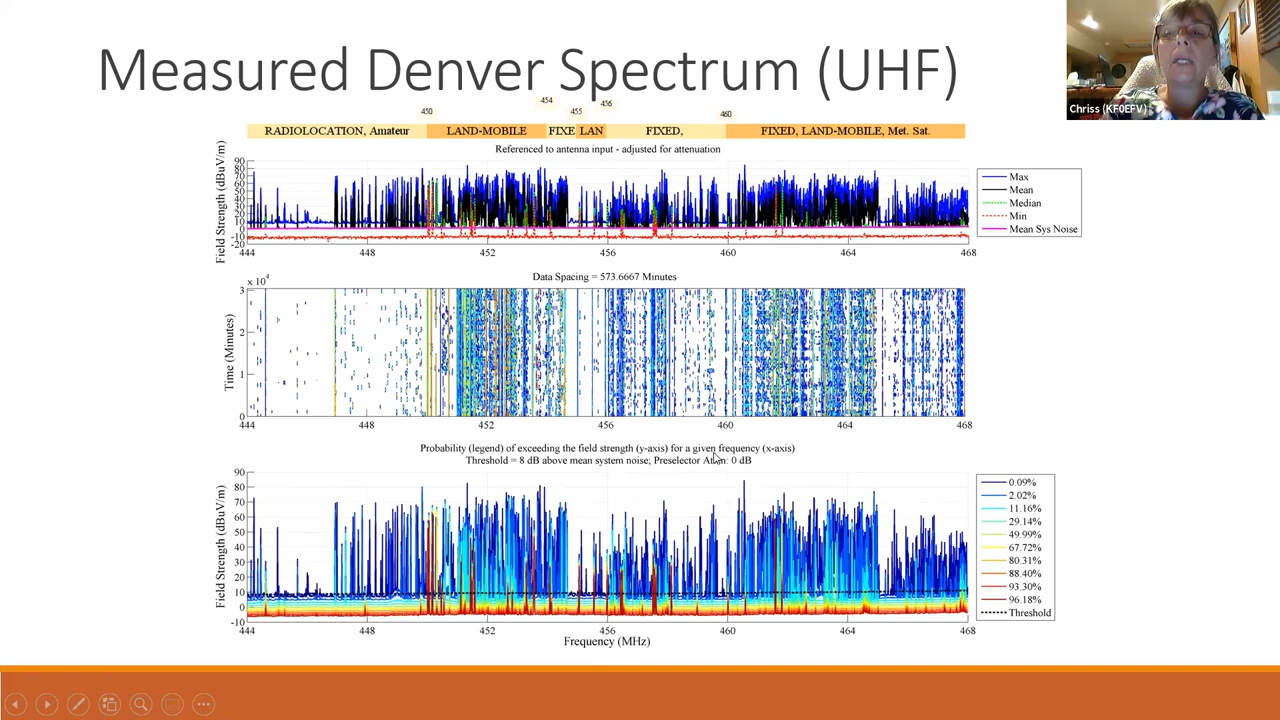 Measured Denver Spectrum (UHF)
Chriss (KF0EFV)
450 454 455 456 460
RADIOLOCATION, Amateur LAND-MOBILE FIXE LAN FIXED, FIXED, LAND-MOBILE, Met. Sat.
Referenced to antenna input - adjusted for attenuation
Field Strength (dBuV/m)
90
80
70
60
50
40
30
20
10
0
-10
-20
444 448 452 456 460 464 468
Max
Mean
Median
Min
Mean Sys Noise
Data Spacing = 573.6667 Minutes
x 10⁴
Time (Minutes)
3
2
1
0
444 448 452 456 460 464 468
Probability (legend) of exceeding the field strength (y-axis) for a given frequency (x-axis)
Threshold = 8 dB above mean system noise; Preselector Attn: 0 dB
Field Strength (dBuV/m)
90
80
70
60
50
40
30
20
10
0
-10
444 448 452 456 460 464 468
Frequency (MHz)
0.09%
2.02%
11.16%
29.14%
49.99%
67.72%
80.31%
88.40%
93.30%
96.18%
Threshold